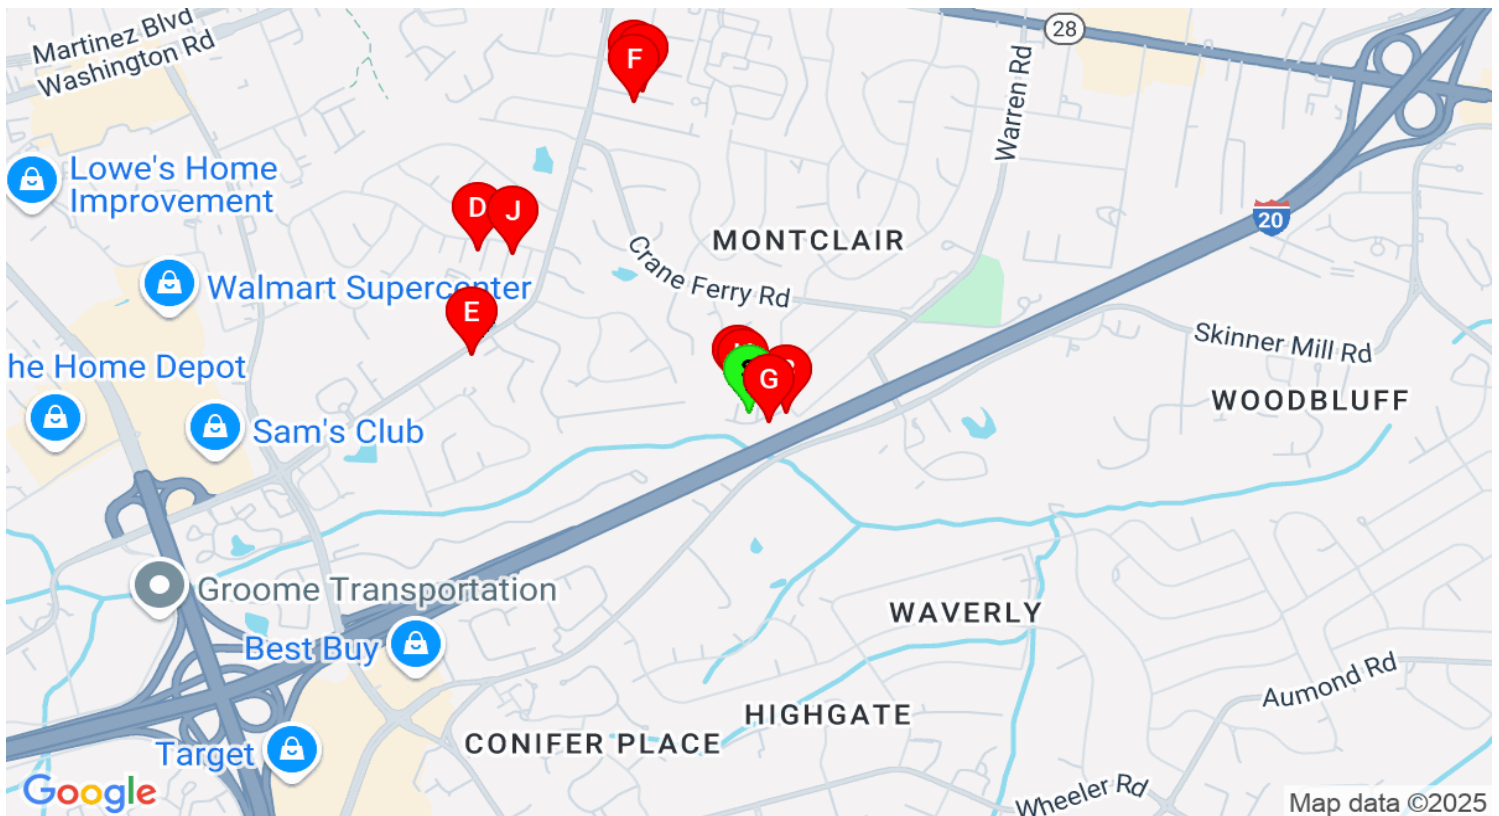 Martinez Blvd
Washington Rd
28
Warren Rd
F
Lowe's Home
Improvement
D
J
20
MONTCLAIR
Crane Ferry Rd
Walmart Supercenter
E
Skinner Mill Rd
he Home Depot
G
WOODBLUFF
Sam's Club
Groome Transportation
WAVERLY
Best Buy
Aumond Rd
HIGHGATE
CONIFER PLACE
Target
Wheeler Rd
Google
Map data ©2025